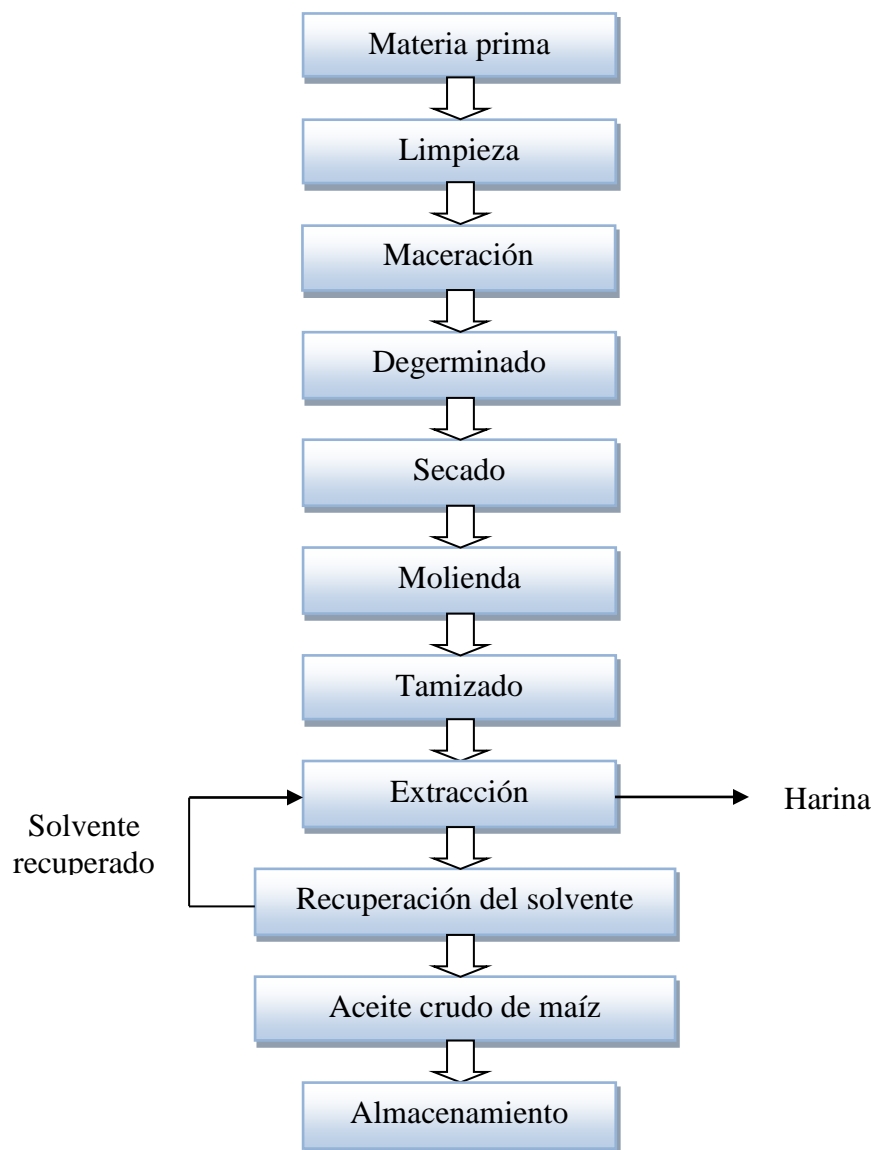 Materia prima
Limpieza
Maceración
Degerminado
Secado
Molienda
Tamizado
Extracción
Harina
Solvente
recuperado
Recuperación del solvente
Aceite crudo de maíz
Almacenamiento